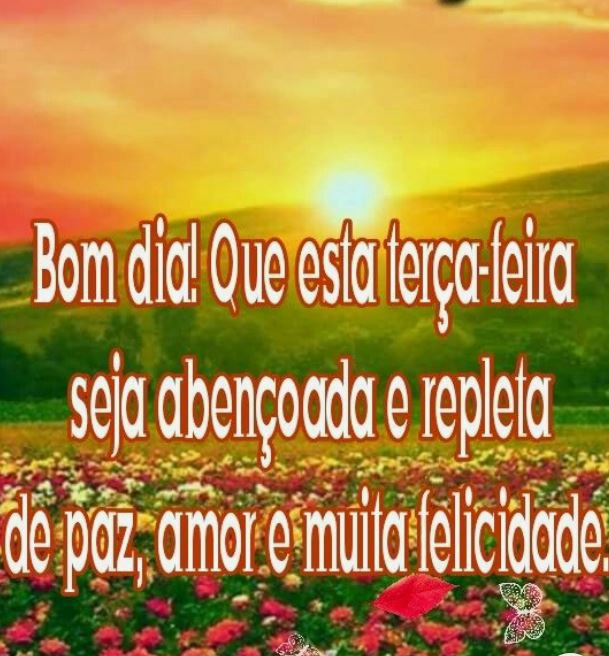 Bom dia! Que esta terça-feira
seja abençoada e repleta
de paz, amor e muita felicidade.